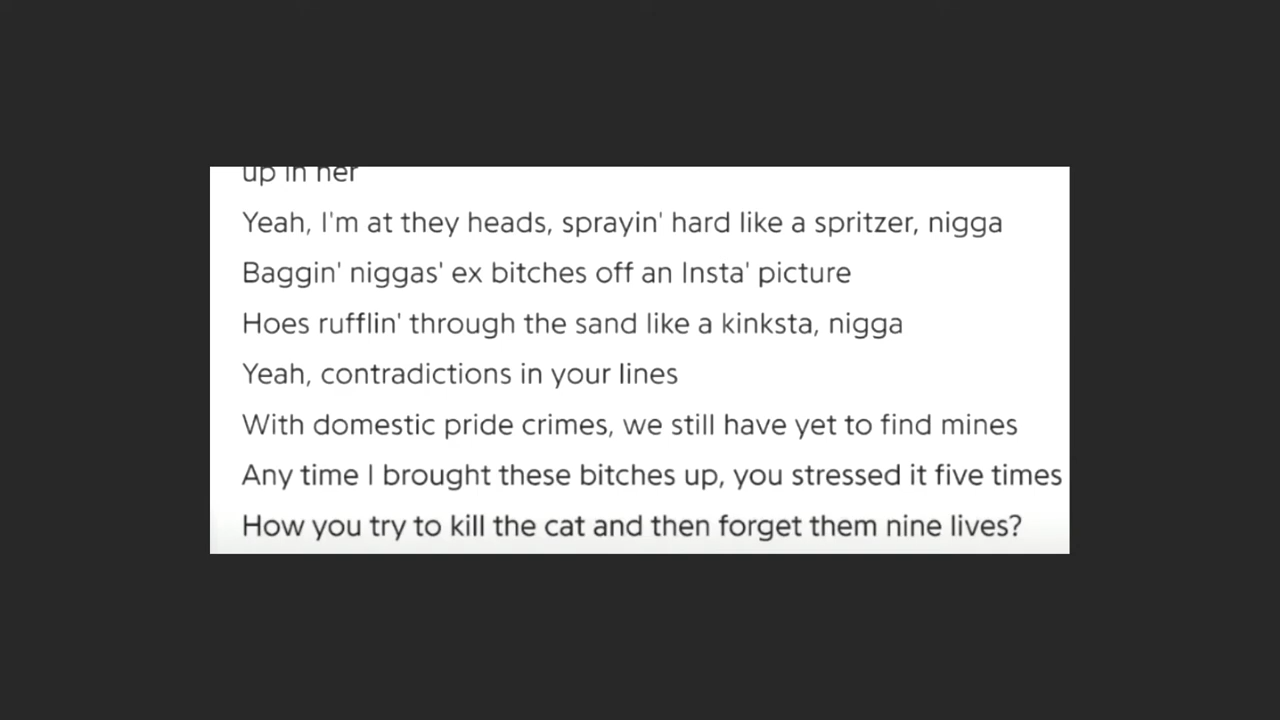 up in her
Yeah, I'm at they heads, sprayin' hard like a spritzer, nigga
Baggin' niggas' ex bitches off an Insta' picture
Hoes rufflin' through the sand like a kinksta, nigga
Yeah, contradictions in your lines
With domestic pride crimes, we still have yet to find mines
Any time I brought these bitches up, you stressed it five times
How you try to kill the cat and then forget them nine lives?